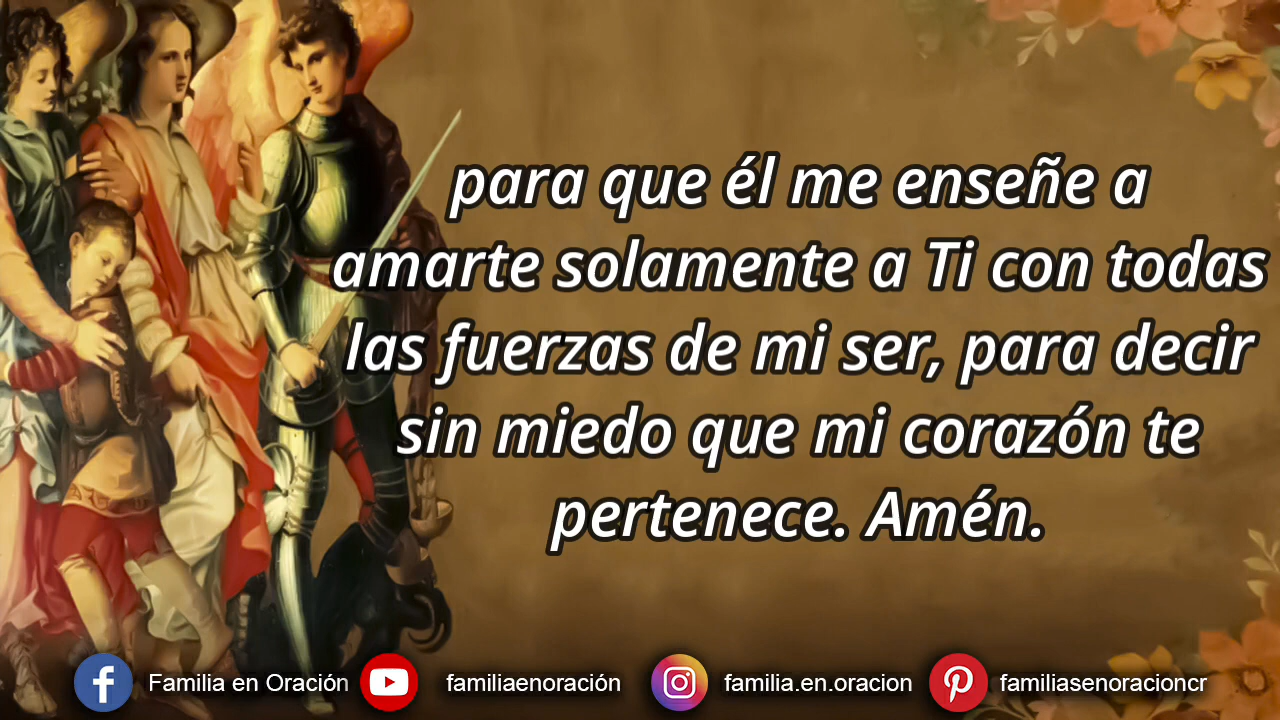 para que él me enseñe a
amarte solamente a Ti con todas
las fuerzas de mi ser, para decir
sin miedo que mi corazón te
pertenece. Amén.
Familia en Oración
familiaenoración
familia.en.oracion
familiasenoracioncr